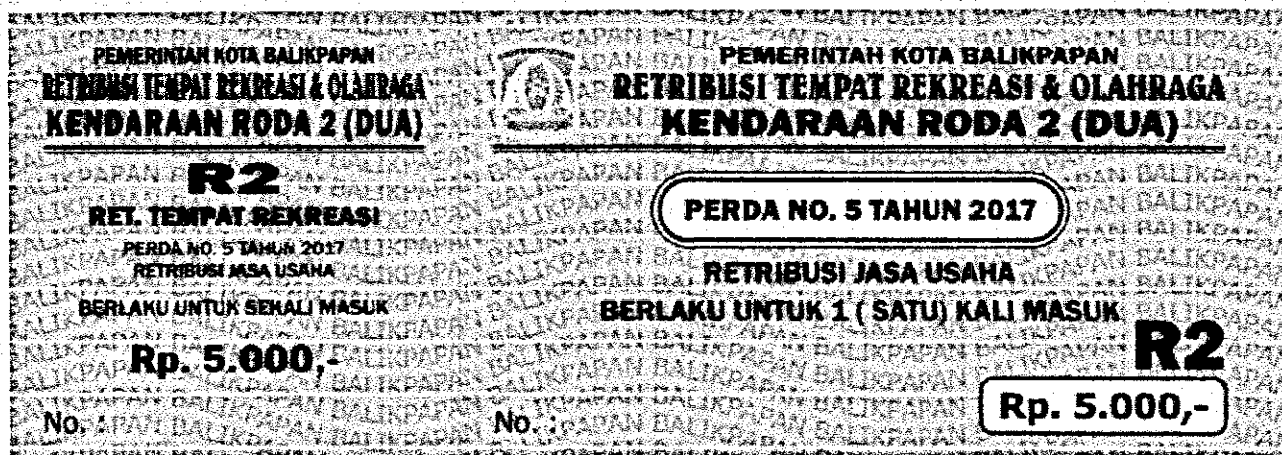 PEMERINTAH KOTA BALIKPAPAN
RETRIBUSI TEMPAT REKREASI & OLAHRAGA
KENDARAAN RODA 2 (DUA)
R2
RET. TEMPAT REKREASI
PERDA NO. 5 TAHUN 2017
RETRIBUSI JASA USAHA
BERLAKU UNTUK SEKALI MASUK
Rp. 5.000,-
No. :
PEMERINTAH KOTA BALIKPAPAN
RETRIBUSI TEMPAT REKREASI & OLAHRAGA
KENDARAAN RODA 2 (DUA)
PERDA NO. 5 TAHUN 2017
RETRIBUSI JASA USAHA
BERLAKU UNTUK 1 ( SATU) KALI MASUK
R2
Rp. 5.000,-
No. :